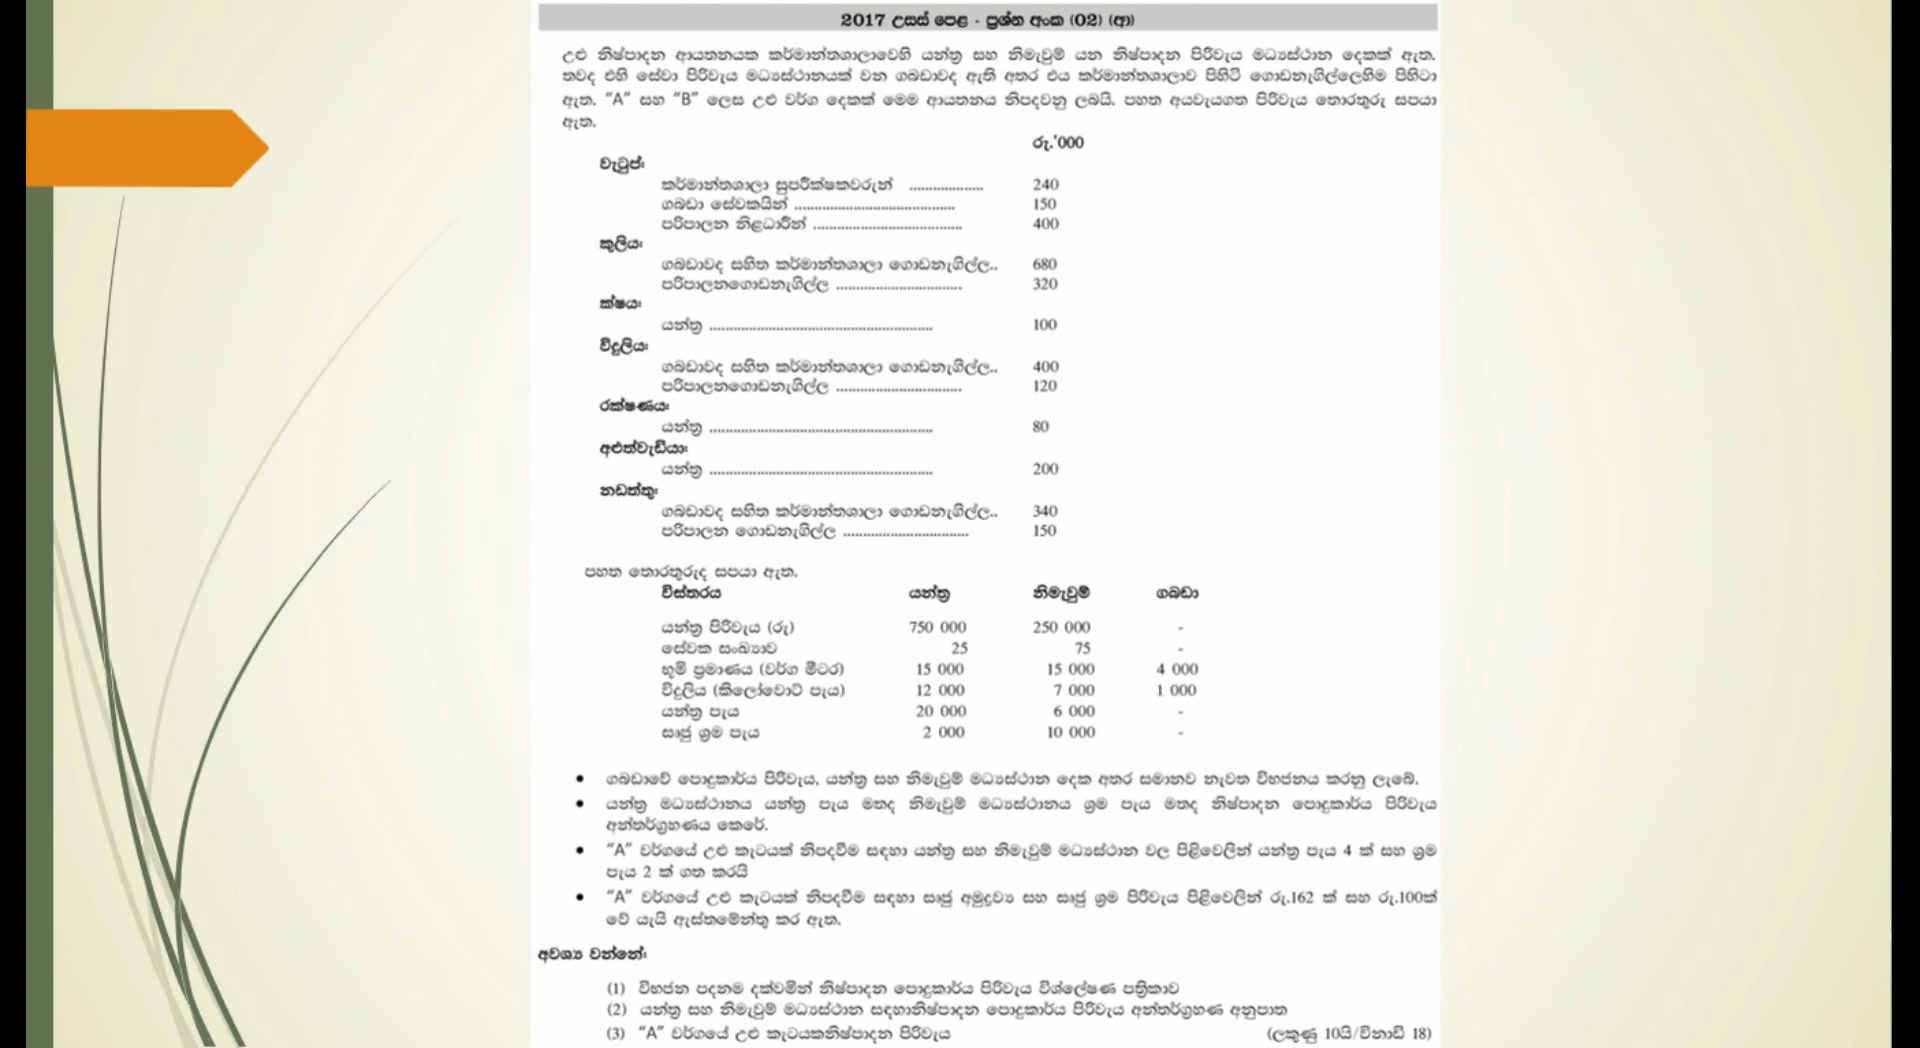 2017 උසස් පෙළ - ප්‍රශ්න අංක (02) (ආ)
උළු නිෂ්පාදන ආයතනයක කර්මාන්තශාලාවෙහි යන්ත්‍ර සහ නිමැවුම් යන නිෂ්පාදන පිරිවැය මධ්‍යස්ථාන දෙකක් ඇත.
තවද එහි සේවා පිරිවැය මධ්‍යස්ථානයක් වන ගබඩාවද ඇති අතර එය කර්මාන්තශාලාව පිහිටි ගොඩනැගිල්ලෙහිම පිහිටා
ඇත. “A” සහ “B” ලෙස උළු වර්ග දෙකක් මෙම ආයතනය නිපදවනු ලබයි. පහත අයවැයගත පිරිවැය තොරතුරු සපයා
ඇත.
රු.'000
වැටුප්:
කර්මාන්තශාලා සුපරීක්ෂකවරුන් ................... 240
ගබඩා සේවකයින් ......................................... 150
පරිපාලන නිළධාරීන් ...................................... 400
කුලිය:
ගබඩාවද සහිත කර්මාන්තශාලා ගොඩනැගිල්ල.. 680
පරිපාලනගොඩනැගිල්ල ................................ 320
ක්ෂය:
යන්ත්‍ර ......................................................... 100
විදුලිය:
ගබඩාවද සහිත කර්මාන්තශාලා ගොඩනැගිල්ල.. 400
පරිපාලනගොඩනැගිල්ල ................................ 120
රක්ෂණය:
යන්ත්‍ර ......................................................... 80
අළුත්වැඩියා:
යන්ත්‍ර ......................................................... 200
නඩත්තු:
ගබඩාවද සහිත කර්මාන්තශාලා ගොඩනැගිල්ල.. 340
පරිපාලන ගොඩනැගිල්ල ................................ 150
පහත තොරතුරුද සපයා ඇත.
විස්තරය යන්ත්‍ර නිමැවුම් ගබඩා
යන්ත්‍ර පිරිවැය (රු) 750 000 250 000 -
සේවක සංඛ්‍යාව 25 75 -
භූමි ප්‍රමාණය (වර්ග මීටර) 15 000 15 000 4 000
විදුලිය (කිලෝවොට් පැය) 12 000 7 000 1 000
යන්ත්‍ර පැය 20 000 6 000 -
සෘජු ශ්‍රම පැය 2 000 10 000 -
• ගබඩාවේ පොදුකාර්ය පිරිවැය, යන්ත්‍ර සහ නිමැවුම් මධ්‍යස්ථාන දෙක අතර සමානව නැවත විභජනය කරනු ලැබේ.
• යන්ත්‍ර මධ්‍යස්ථානය යන්ත්‍ර පැය මතද නිමැවුම් මධ්‍යස්ථානය ශ්‍රම පැය මතද නිෂ්පාදන පොදුකාර්ය පිරිවැය
අන්තර්ග්‍රහණය කෙරේ.
• “A” වර්ගයේ උළු කැටයක් නිපදවීම සඳහා යන්ත්‍ර සහ නිමැවුම් මධ්‍යස්ථාන වල පිළිවෙලින් යන්ත්‍ර පැය 4 ක් සහ ශ්‍රම
පැය 2 ක් ගත කරයි
• “A” වර්ගයේ උළු කැටයක් නිපදවීම සඳහා සෘජු අමුද්‍රව්‍ය සහ සෘජු ශ්‍රම පිරිවැය පිළිවෙලින් රු.162 ක් සහ රු.100ක්
වේ යැයි ඇස්තමේන්තු කර ඇත.
අවශ්‍ය වන්නේ:
(1) විභජන පදනම දක්වමින් නිෂ්පාදන පොදුකාර්ය පිරිවැය විශ්ලේෂණ පත්‍රිකාව
(2) යන්ත්‍ර සහ නිමැවුම් මධ්‍යස්ථාන සඳහානිෂ්පාදන පොදුකාර්ය පිරිවැය අන්තර්ග්‍රහණ අනුපාත
(3) “A” වර්ගයේ උළු කැටයකනිෂ්පාදන පිරිවැය (ලකුණු 10යි/විනාඩි 18)